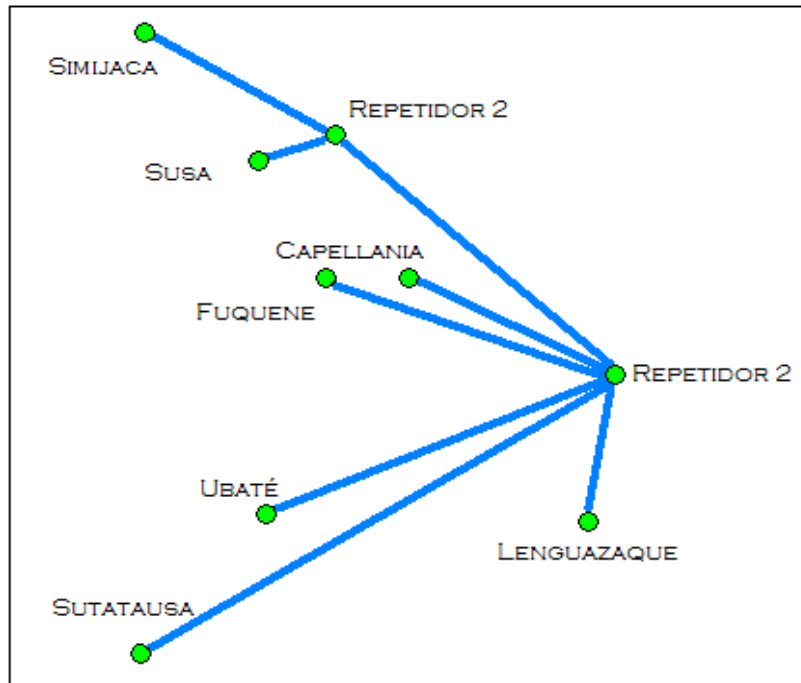 Simijaca
Repetidor 2
Susa
Capellania
Fuquene
Repetidor 2
Ubaté
Lenguazaque
Sutatausa